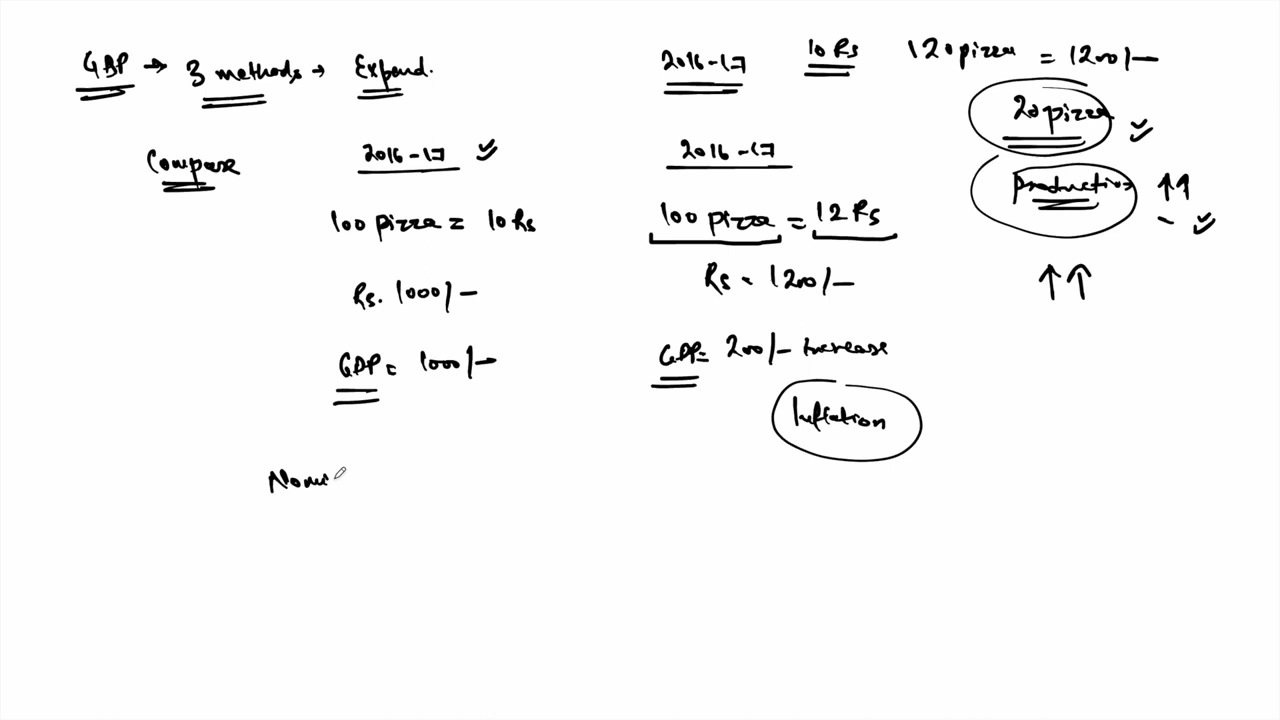 GDP → 3 methods → Expend.
Compare
2016-17
100 pizza = 10 Rs
Rs. 1000/-
GDP = 1000/-
2016-17
10 Rs
120 pizza = 1200/-
20 pizza
production ↑↑
↑↑
2016-17
100 pizza = 12 Rs
Rs = 1200/-
GDP = 200/- increase
Inflation
Nomi